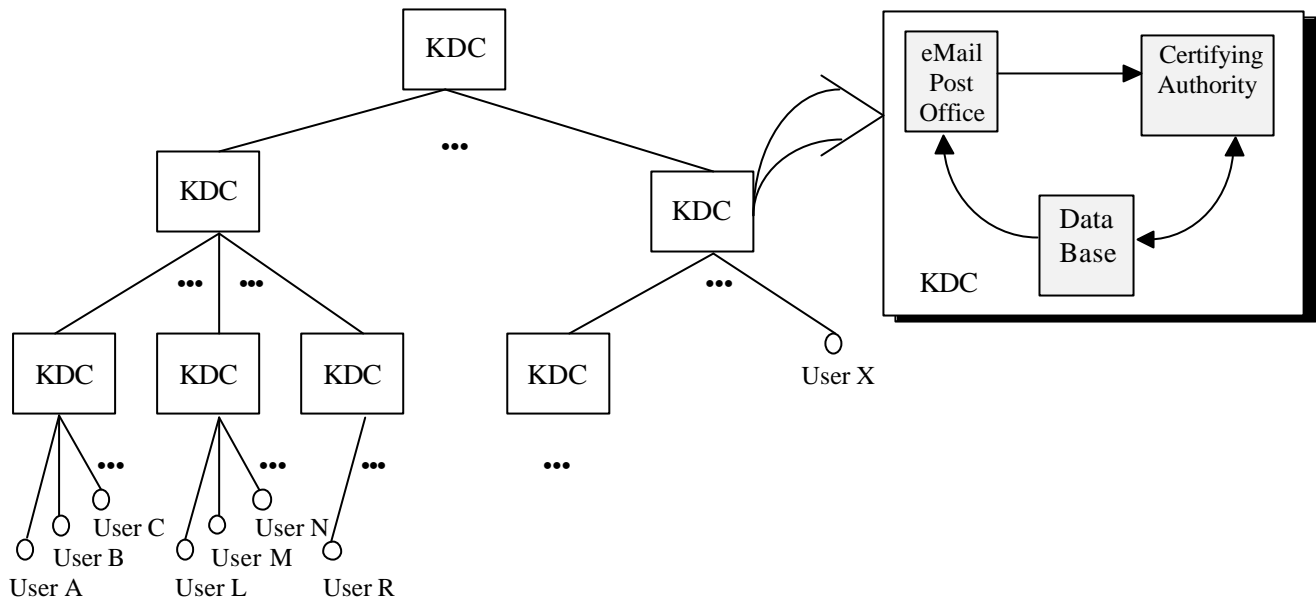 KDC
eMail
Post
Office
Certifying
Authority
...
KDC
KDC
Data
Base
KDC
... ...
...
KDC
KDC
KDC
KDC
User X
...
...
...
...
User C
User N
User B
User M
User A
User L
User R